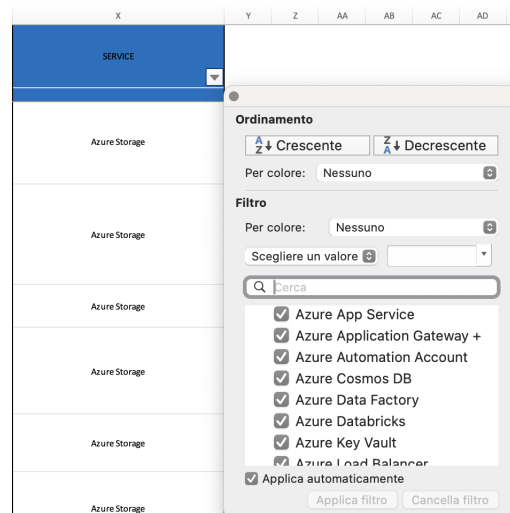 X Y Z AA AB AC AD
SERVICE
Azure Storage
Azure Storage
Azure Storage
Azure Storage
Azure Storage
Azure Storage
Ordinamento
A Z Crescente Z A Decrescente
Per colore: Nessuno
Filtro
Per colore: Nessuno
Scegliere un valore
Cerca
Azure App Service
Azure Application Gateway +
Azure Automation Account
Azure Cosmos DB
Azure Data Factory
Azure Databricks
Azure Key Vault
Azure Load Balancer
Applica automaticamente
Applica filtro Cancella filtro